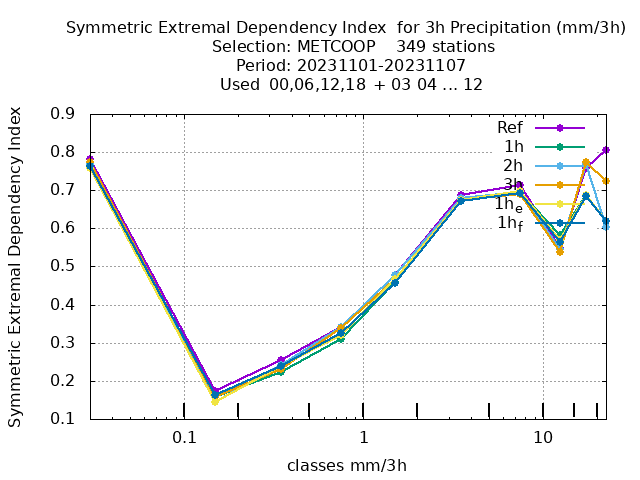 Symmetric Extremal Dependency Index  for 3h Precipitation (mm/3h)
Selection: METCOOP    349 stations
Period: 20231101-20231107
Used  00,06,12,18  + 03 04 ... 12
Symmetric Extremal Dependency Index
0.9
0.8
0.7
0.6
0.5
0.4
0.3
0.2
0.1
Ref
1h
2h
3h
1he
1hf
0.1 1 10
classes mm/3h